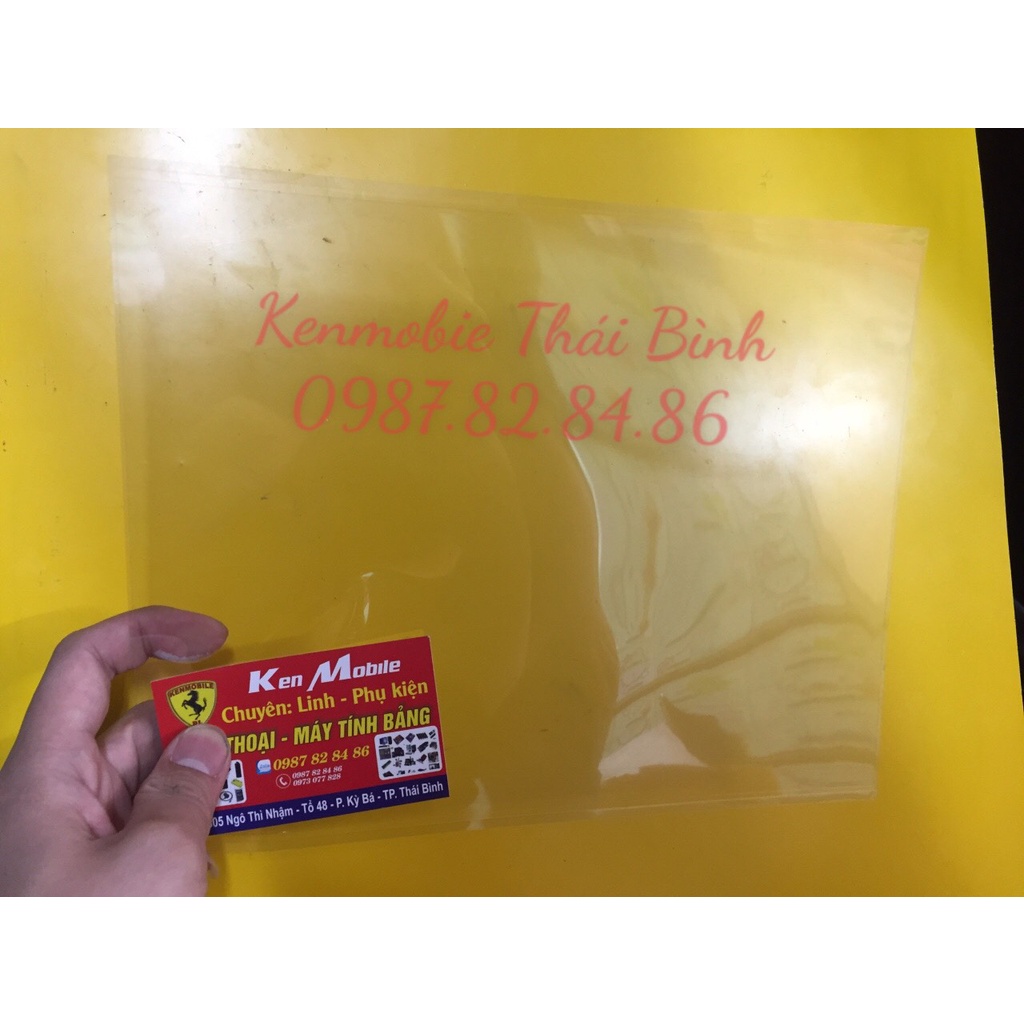 Kenmobie Thái Bình
0987.82.84.86
KENMOBILE
Ken Mobile
Chuyên: Linh - Phụ kiện
THOẠI - MÁY TÍNH BẢNG
0987 82 84 86
0987 82 84 86
0973 077 828
05 Ngô Thì Nhậm - Tổ 48 - P. Kỳ Bá - TP. Thái Bình